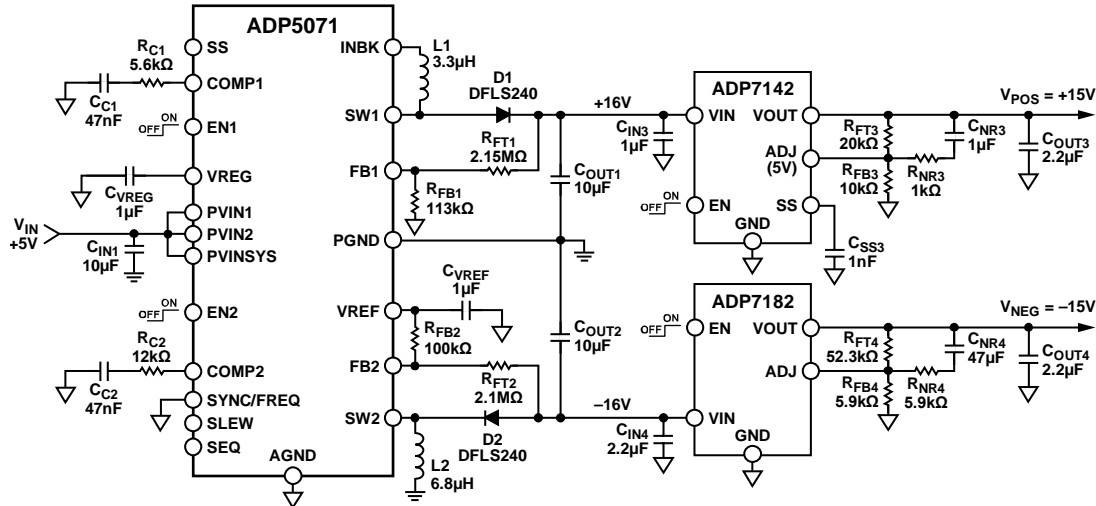 ADP5071
SS
COMP1
EN1
VREG
PVIN1
PVIN2
PVINSYS
EN2
COMP2
SYNC/FREQ
SLEW
SEQ
AGND
INBK
SW1
FB1
PGND
VREF
FB2
SW2
RC1
5.6kΩ
CC1
47nF
OFF ON
CVREG
1µF
VIN
+5V
CIN1
10µF
OFF ON
RC2
12kΩ
CC2
47nF
L1
3.3µH
D1
DFLS240
RFT1
2.15MΩ
RFB1
113kΩ
COUT1
10µF
CVREF
1µF
RFB2
100kΩ
COUT2
10µF
RFT2
2.1MΩ
D2
DFLS240
L2
6.8µH
+16V
–16V
CIN3
1µF
OFF ON
ADP7142
VIN
EN
GND
VOUT
ADJ
(5V)
SS
RFT3
20kΩ
RFB3
10kΩ
CNR3
1µF
RNR3
1kΩ
CSS3
1nF
VPOS = +15V
COUT3
2.2µF
ADP7182
OFF ON
EN
VIN
GND
VOUT
ADJ
CIN4
2.2µF
RFT4
52.3kΩ
RFB4
5.9kΩ
CNR4
47µF
RNR4
5.9kΩ
VNEG = –15V
COUT4
2.2µF